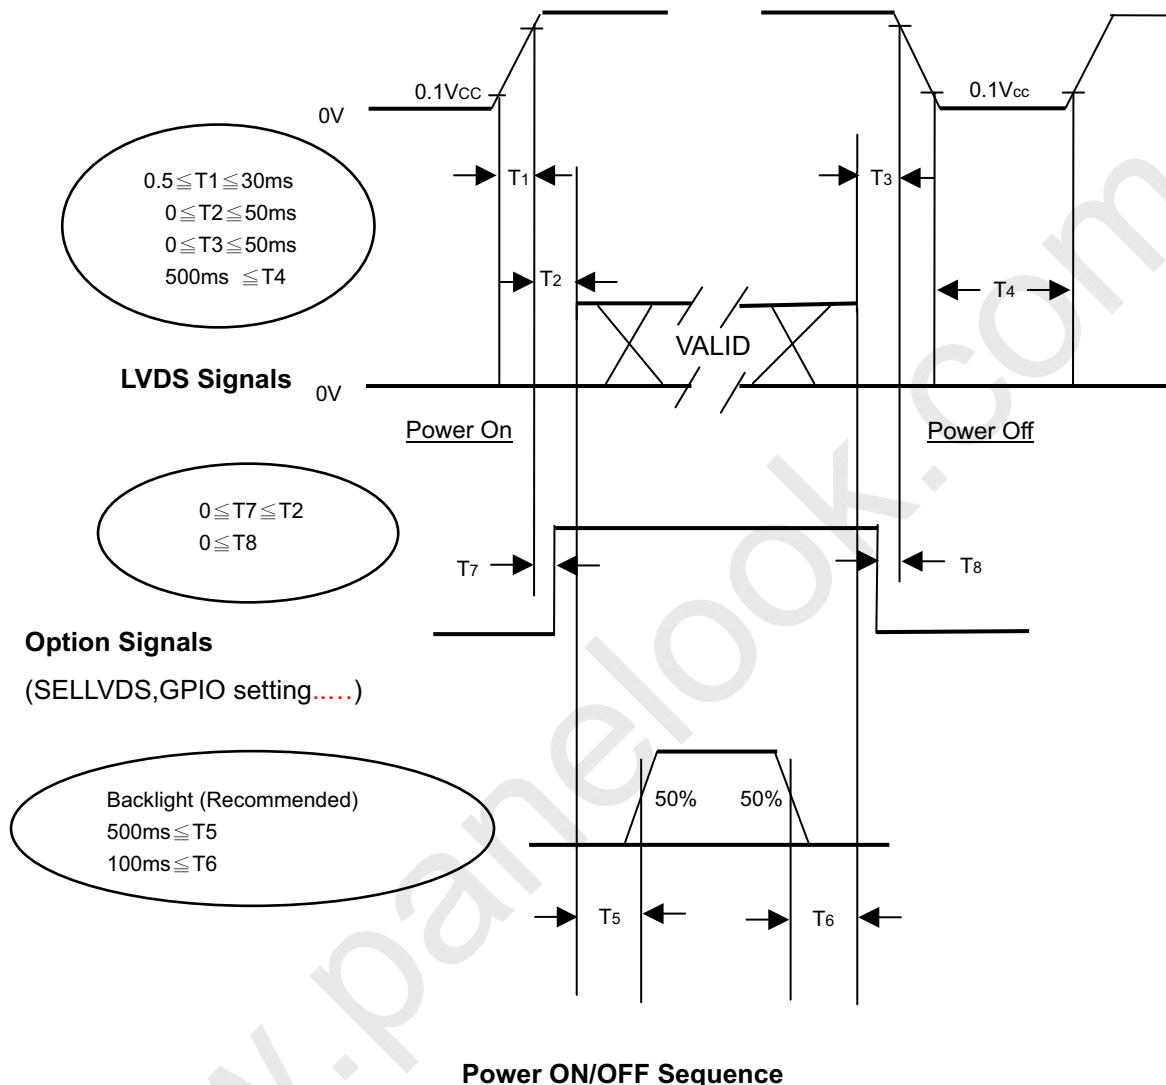 0.1Vcc
0.1Vcc
0V
0.5≦T1≦30ms
0≦T2≦50ms
0≦T3≦50ms
500ms ≦T4
T1
T3
T2
T4
VALID
LVDS Signals
0V
Power On
Power Off
0≦T7≦T2
0≦T8
T7
T8
Option Signals
(SELLVDS,GPIO setting.....)
Backlight (Recommended)
500ms≦T5
100ms≦T6
50%
50%
T5
T6
Power ON/OFF Sequence
w.panelook.com